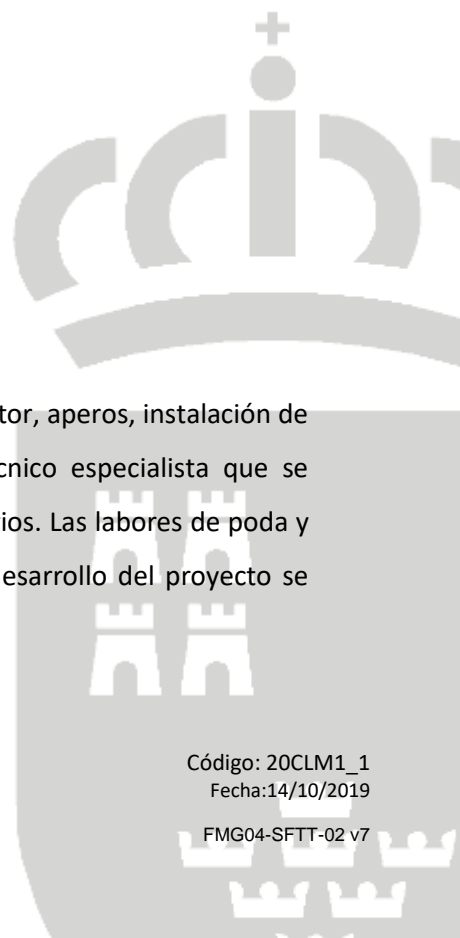 tor, aperos, instalación de
cnico especialista que se
rios. Las labores de poda y
esarrollo del proyecto se
Código: 20CLM1_1
Fecha:14/10/2019
FMG04-SFTT-02 v7